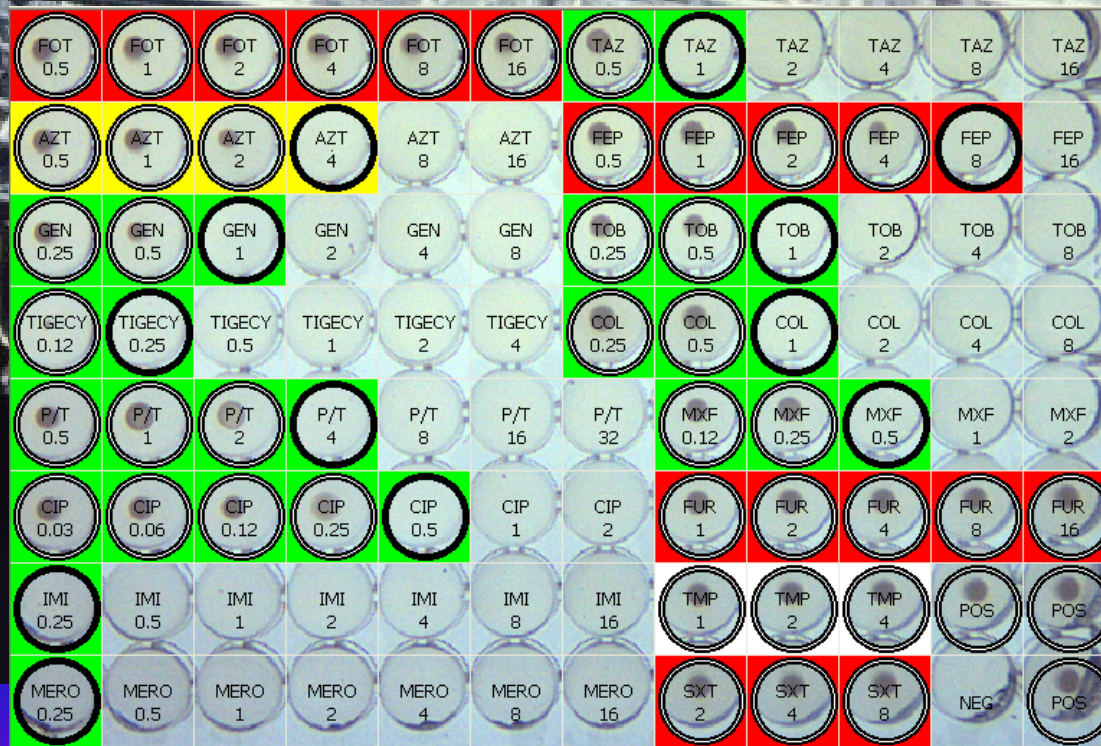 FOT 0.5 FOT 1 FOT 2 FOT 4 FOT 8 FOT 16 TAZ 0.5 TAZ 1 TAZ 2 TAZ 4 TAZ 8 TAZ 16
AZT 0.5 AZT 1 AZT 2 AZT 4 AZT 8 AZT 16 FEP 0.5 FEP 1 FEP 2 FEP 4 FEP 8 FEP 16
GEN 0.25 GEN 0.5 GEN 1 GEN 2 GEN 4 GEN 8 TOB 0.25 TOB 0.5 TOB 1 TOB 2 TOB 4 TOB 8
TIGECY 0.12 TIGECY 0.25 TIGECY 0.5 TIGECY 1 TIGECY 2 TIGECY 4 COL 0.25 COL 0.5 COL 1 COL 2 COL 4 COL 8
P/T 0.5 P/T 1 P/T 2 P/T 4 P/T 8 P/T 16 P/T 32 MXF 0.12 MXF 0.25 MXF 0.5 MXF 1 MXF 2
CIP 0.03 CIP 0.06 CIP 0.12 CIP 0.25 CIP 0.5 CIP 1 CIP 2 FUR 1 FUR 2 FUR 4 FUR 8 FUR 16
IMI 0.25 IMI 0.5 IMI 1 IMI 2 IMI 4 IMI 8 IMI 16 TMP 1 TMP 2 TMP 4 POS POS
MERO 0.25 MERO 0.5 MERO 1 MERO 2 MERO 4 MERO 8 MERO 16 SXT 2 SXT 4 SXT 8 NEG POS